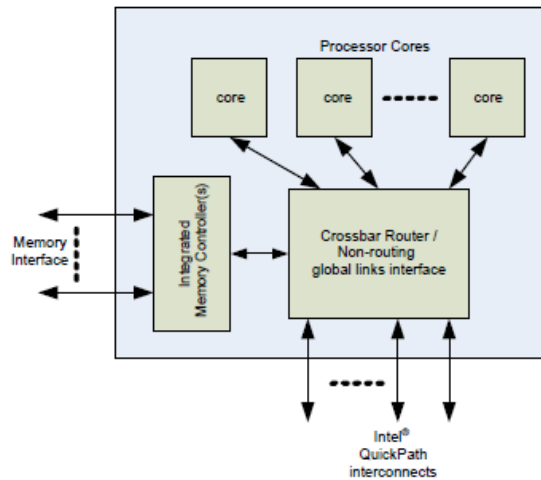 Processor Cores
core
core
core
Memory
Interface
Integrated
Memory Controller(s)
Crossbar Router /
Non-routing
global links interface
Intel®
QuickPath
interconnects